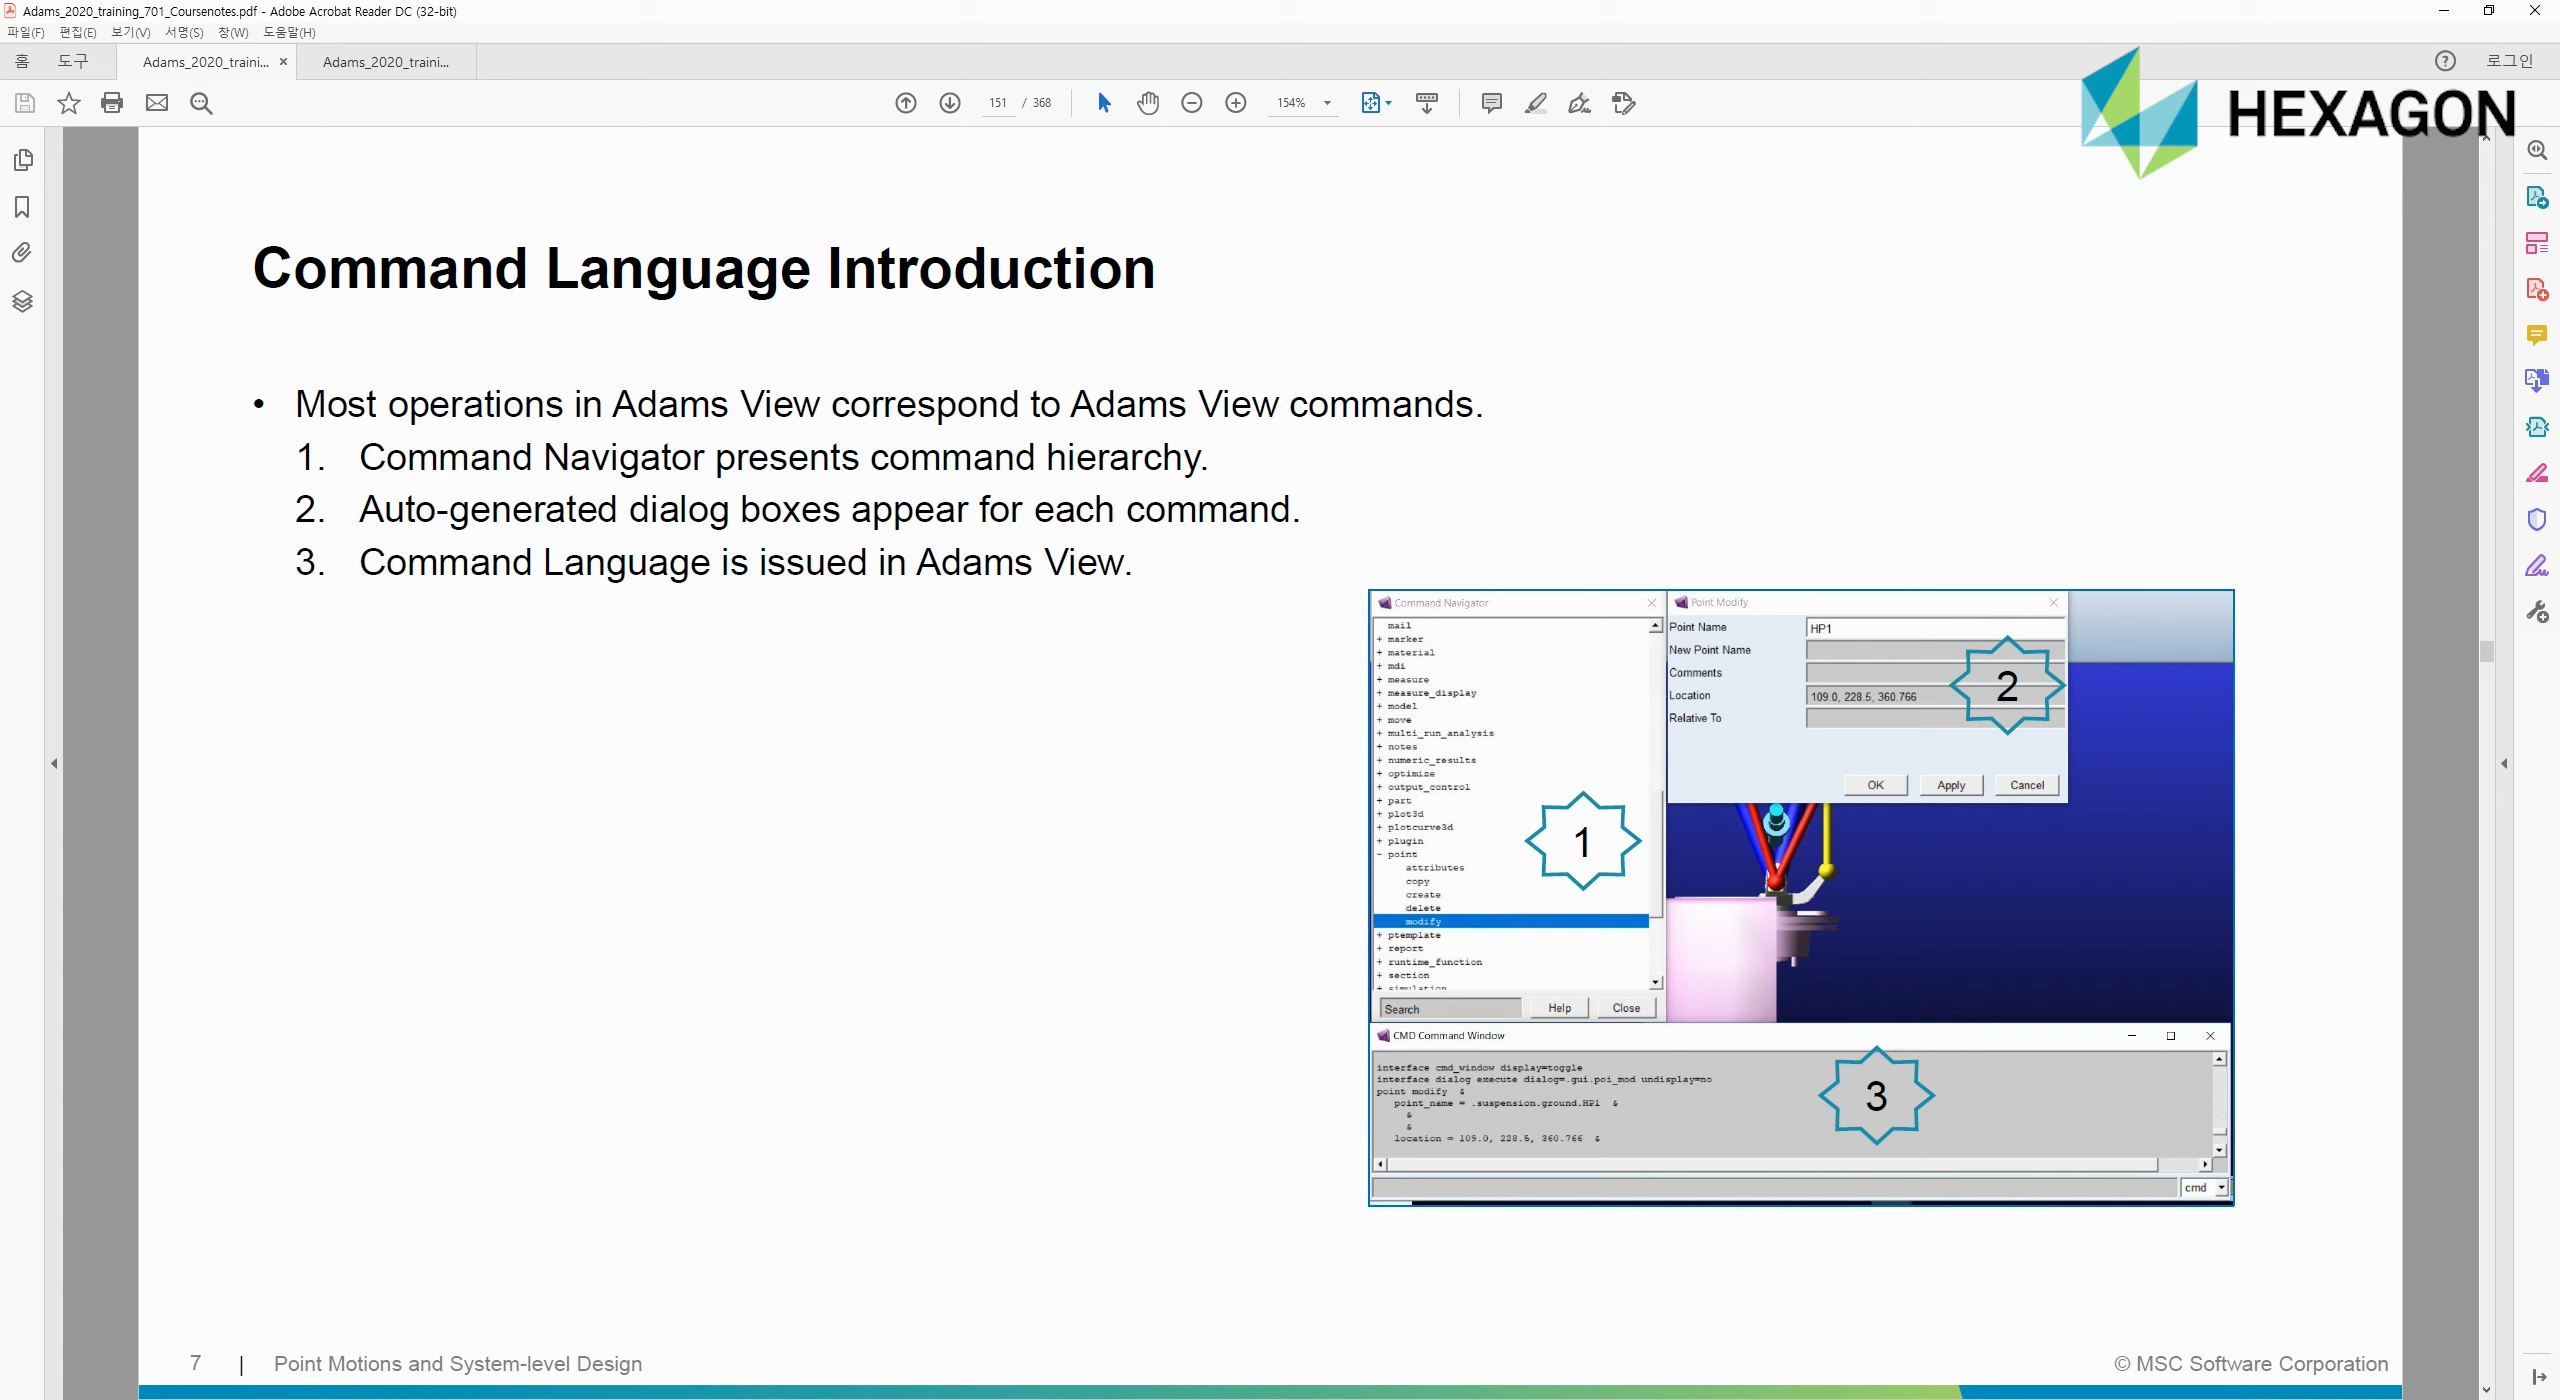 Adams_2020_training_701_Coursenotes.pdf - Adobe Acrobat Reader DC (32-bit)
파일(F) 편집(E) 보기(V) 서명(S) 창(W) 도움말(H)
홈 도구 Adams_2020_traini... × Adams_2020_traini... 로그인
151 / 368 154%
HEXAGON
Command Language Introduction
• Most operations in Adams View correspond to Adams View commands.
1. Command Navigator presents command hierarchy.
2. Auto-generated dialog boxes appear for each command.
3. Command Language is issued in Adams View.
Command Navigator
mail
+ marker
+ material
+ mdi
+ measure
+ measure_display
+ model
+ move
+ multi_run_analysis
+ notes
+ numeric_results
+ optimize
+ output_control
+ part
+ plot3d
+ plotcurve3d
+ plugin
- point
attributes
copy
create
delete
modify
+ ptemplate
+ report
+ runtime_function
+ section
+ simulation
Search Help Close
1
Point Modify
Point Name HP1
New Point Name
Comments
Location 109.0, 228.5, 360.766
Relative To
2
OK Apply Cancel
CMD Command Window
interface cmd_window display=toggle
interface dialog execute dialog=.gui.poi_mod undisplay=no
point modify &
point_name = .suspension.ground.HP1 &
&
&
location = 109.0, 228.5, 360.766 &
3
cmd
7 | Point Motions and System-level Design
© MSC Software Corporation